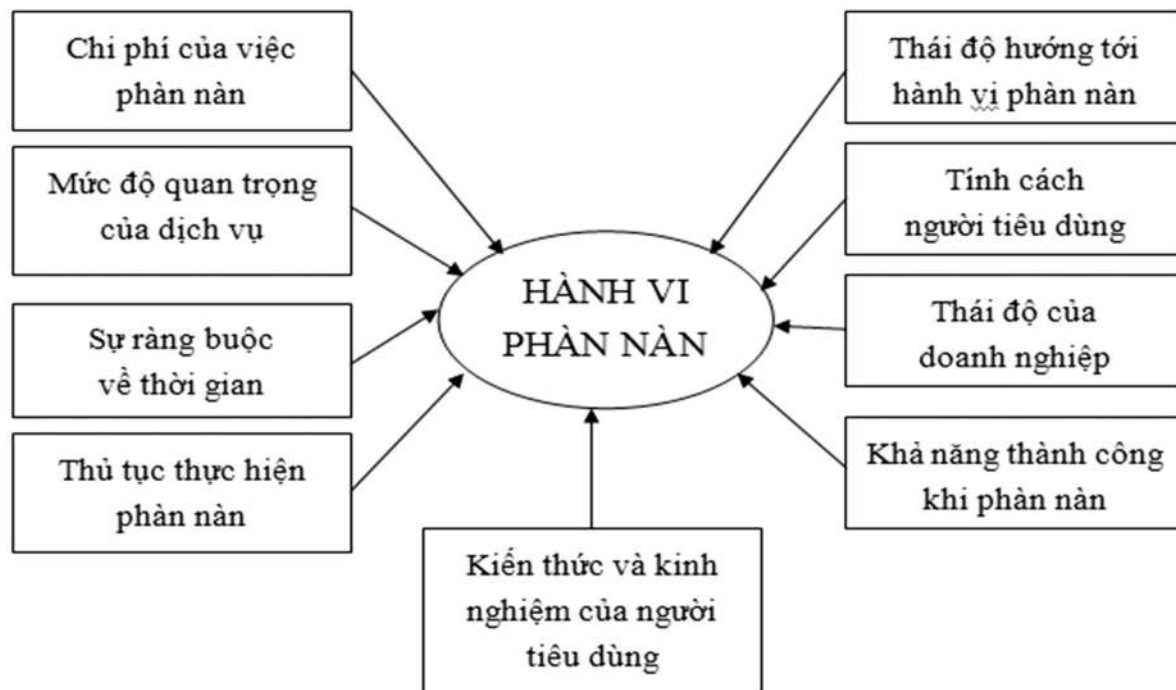 Chi phí của việc
phàn nàn
Mức độ quan trọng
của dịch vụ
Sự ràng buộc
về thời gian
Thủ tục thực hiện
phàn nàn
HÀNH VI
PHÀN NÀN
Thái độ hướng tới
hành vi phàn nàn
Tính cách
người tiêu dùng
Thái độ của
doanh nghiệp
Khả năng thành công
khi phàn nàn
Kiến thức và kinh
nghiệm của người
tiêu dùng